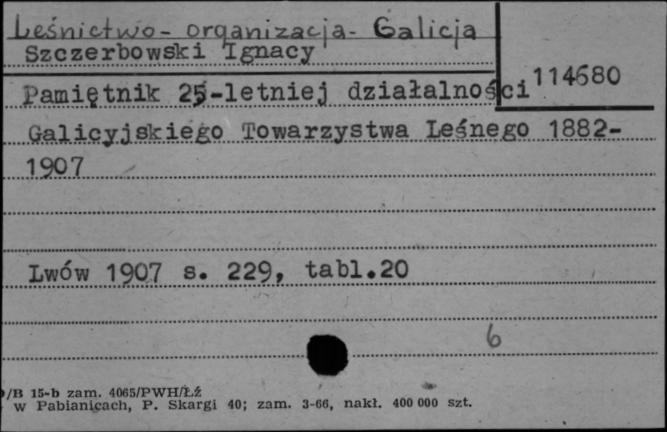 Leśnictwo - organizacja - Galicja
Szczerbowski Ignacy
114680
Pamiętnik 25-letniej działalności
Galicyjskiego Towarzystwa Leśnego 1882-
1907
Lwów 1907 s. 229, tabl.20
6
/B 15-b zam. 4065/PWH/Łź
w Pabianicach, P. Skargi 40; zam. 3-66, nakł. 400 000 szt.